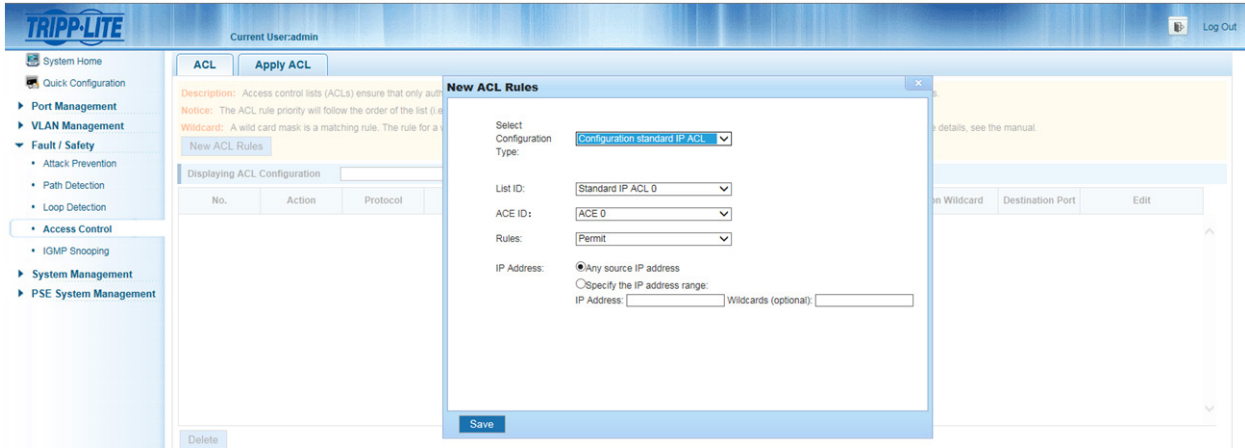 TRIPP·LITE
Current User:admin
Log Out
System Home
Quick Configuration
Port Management
VLAN Management
Fault / Safety
Attack Prevention
Path Detection
Loop Detection
Access Control
IGMP Snooping
System Management
PSE System Management
ACL
Apply ACL
Description: Access control lists (ACLs) ensure that only
Notice: The ACL rule priority will follow the order of the list
Wildcard: A wild card mask is a matching rule. The rule for a
e details, see the manual.
New ACL Rules
Displaying ACL Configuration
No.
Action
Protocol
Wildcard
Destination Port
Edit
Delete
New ACL Rules
Select
Configuration
Type:
Configuration standard IP ACL
List ID:
Standard IP ACL 0
ACE ID:
ACE 0
Rules:
Permit
IP Address:
Any source IP address
Specify the IP address range:
IP Address:
Wildcards (optional):
Save